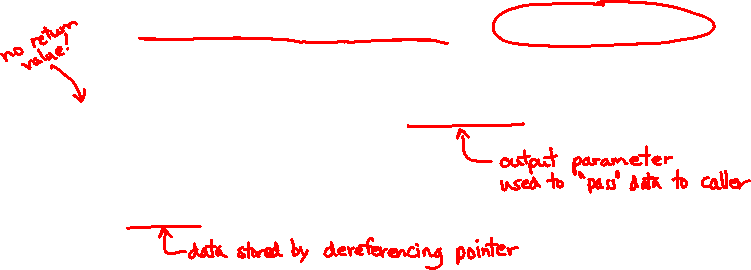 no return
value!
output parameter
used to "pass" data to caller
data stored by dereferencing pointer